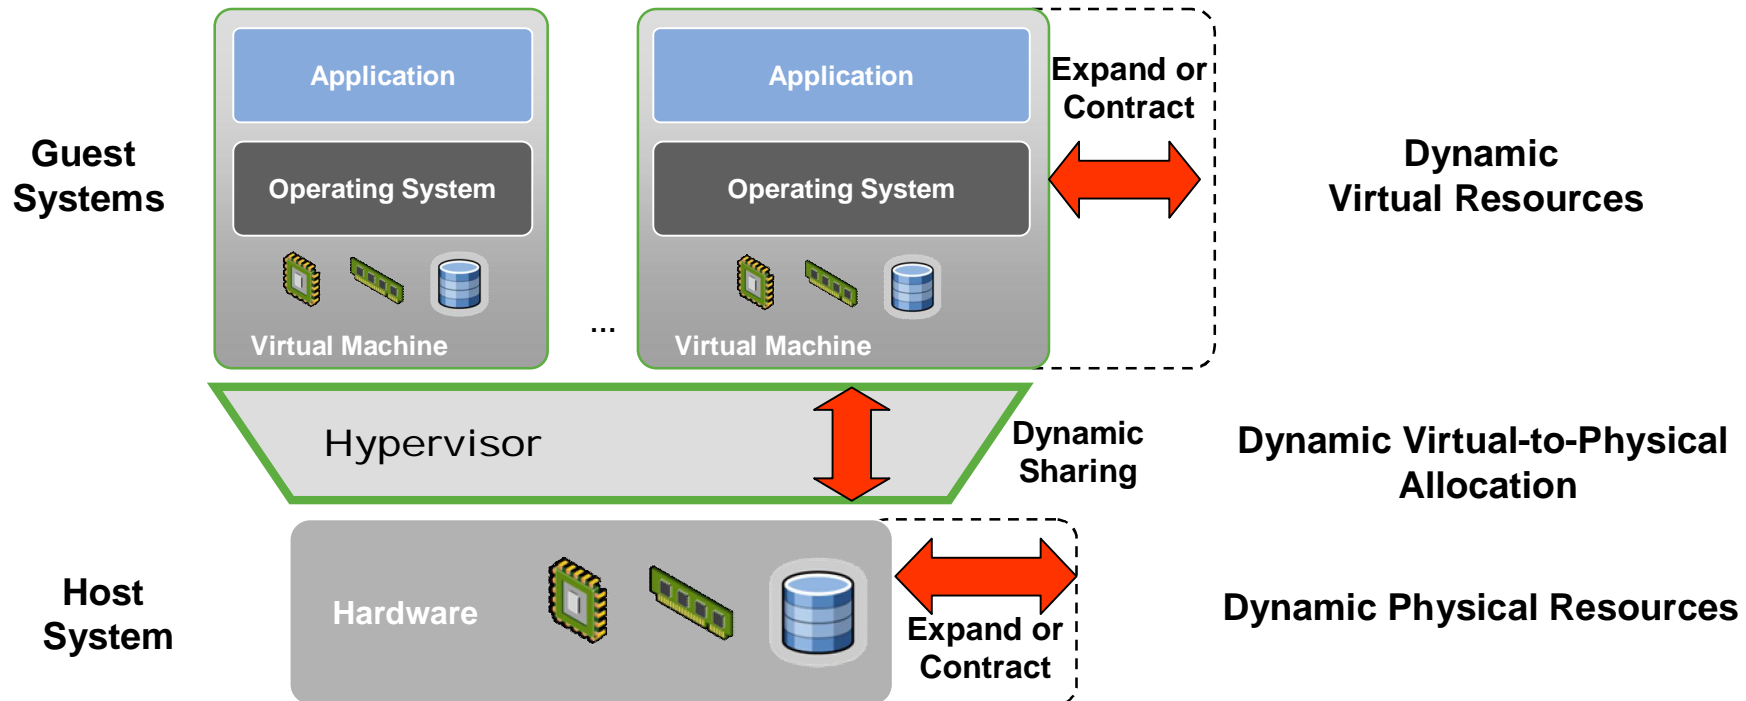 Application
Application
Expand or
Contract
Guest
Systems
Operating System
Operating System
Dynamic
Virtual Resources
...
Virtual Machine
Virtual Machine
Hypervisor
Dynamic
Sharing
Dynamic Virtual-to-Physical
Allocation
Host
System
Hardware
Expand or
Contract
Dynamic Physical Resources